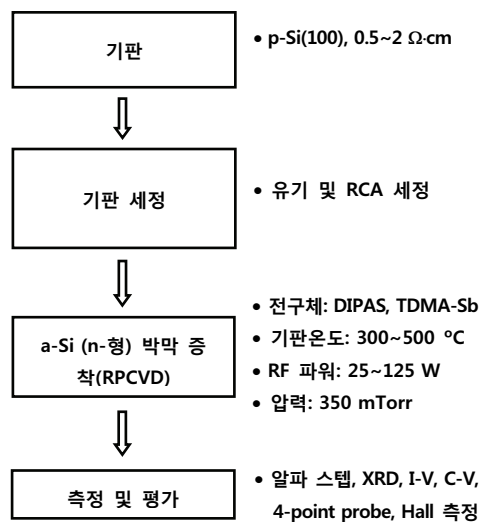 기판
• p-Si(100), 0.5~2 Ω·cm
기판 세정
• 유기 및 RCA 세정
a-Si (n-형) 박막 증
착(RPCVD)
• 전구체: DIPAS, TDMA-Sb
• 기판온도: 300~500 ºC
• RF 파워: 25~125 W
• 압력: 350 mTorr
측정 및 평가
• 알파 스텝, XRD, I-V, C-V,
4-point probe, Hall 측정